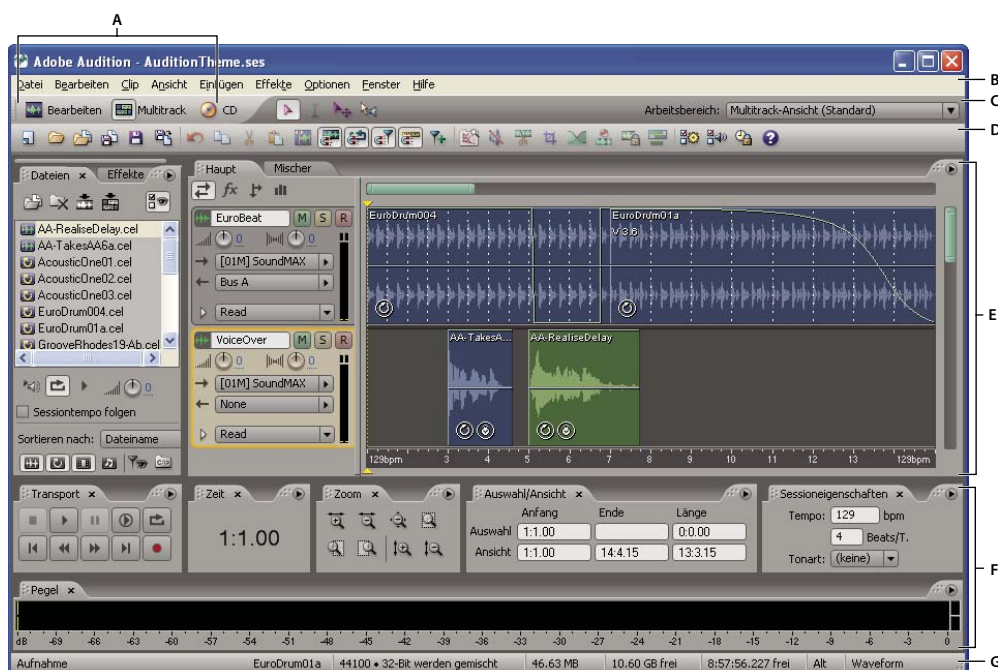 A
Adobe Audition - AuditionTheme.ses
Datei Bearbeiten Clip Ansicht Einfügen Effekte Optionen Fenster Hilfe
B
Bearbeiten Multitrack CD
Arbeitsbereich: Multitrack-Ansicht (Standard)
C
D
Dateien × Effekte
AA-RealiseDelay.cel
AA-TakesAA6a.cel
AcousticOne01.cel
AcousticOne02.cel
AcousticOne03.cel
EuroDrum004.cel
EuroDrum01a.cel
GrooveRhodes19-Ab.cel
0
Sessiontempo folgen
Sortieren nach: Dateiname
Haupt Mischer
fx
EuroBeat M S R
0 0
[01M] SoundMAX
Bus A
Read
VoiceOver M S R
0 0
[01M] SoundMAX
None
Read
EuroDrum004
EuroDrum01a
V 3.6
AA-TakesA...
AA-RealiseDelay
129bpm 3 4 5 6 7 8 9 10 11 12 13 129bpm
E
Transport ×
Zeit ×
1:1.00
Zoom ×
Auswahl/Ansicht ×
Anfang Ende Länge
Auswahl 1:1.00 0:0.00
Ansicht 1:1.00 14:4.15 13:3.15
Sessioneigenschaften ×
Tempo: 129 bpm
4 Beats/T.
Tonart: (keine)
F
Pegel ×
dB -69 -66 -63 -60 -57 -54 -51 -48 -45 -42 -39 -36 -33 -30 -27 -24 -21 -18 -15 -12 -9 -6 -3 0
Aufnahme EuroDrum01a 44100 • 32-Bit werden gemischt 46.63 MB 10.60 GB frei 8:57:56.227 frei Alt Waveform
G